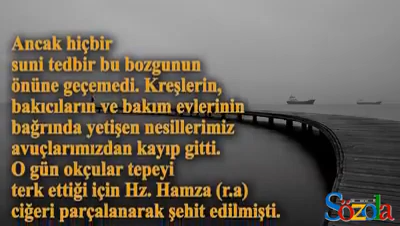 Ancak hiçbir
suni tedbir bu bozgunun
önüne geçemedi. Kreşlerin,
bakıcıların ve bakım evlerinin
bağrında yetişen nesillerimiz
avuçlarımızdan kayıp gitti.
O gün okçular tepeyi
terk ettiği için Hz. Hamza (r.a)
ciğeri parçalanarak şehit edilmişti.
Sözda